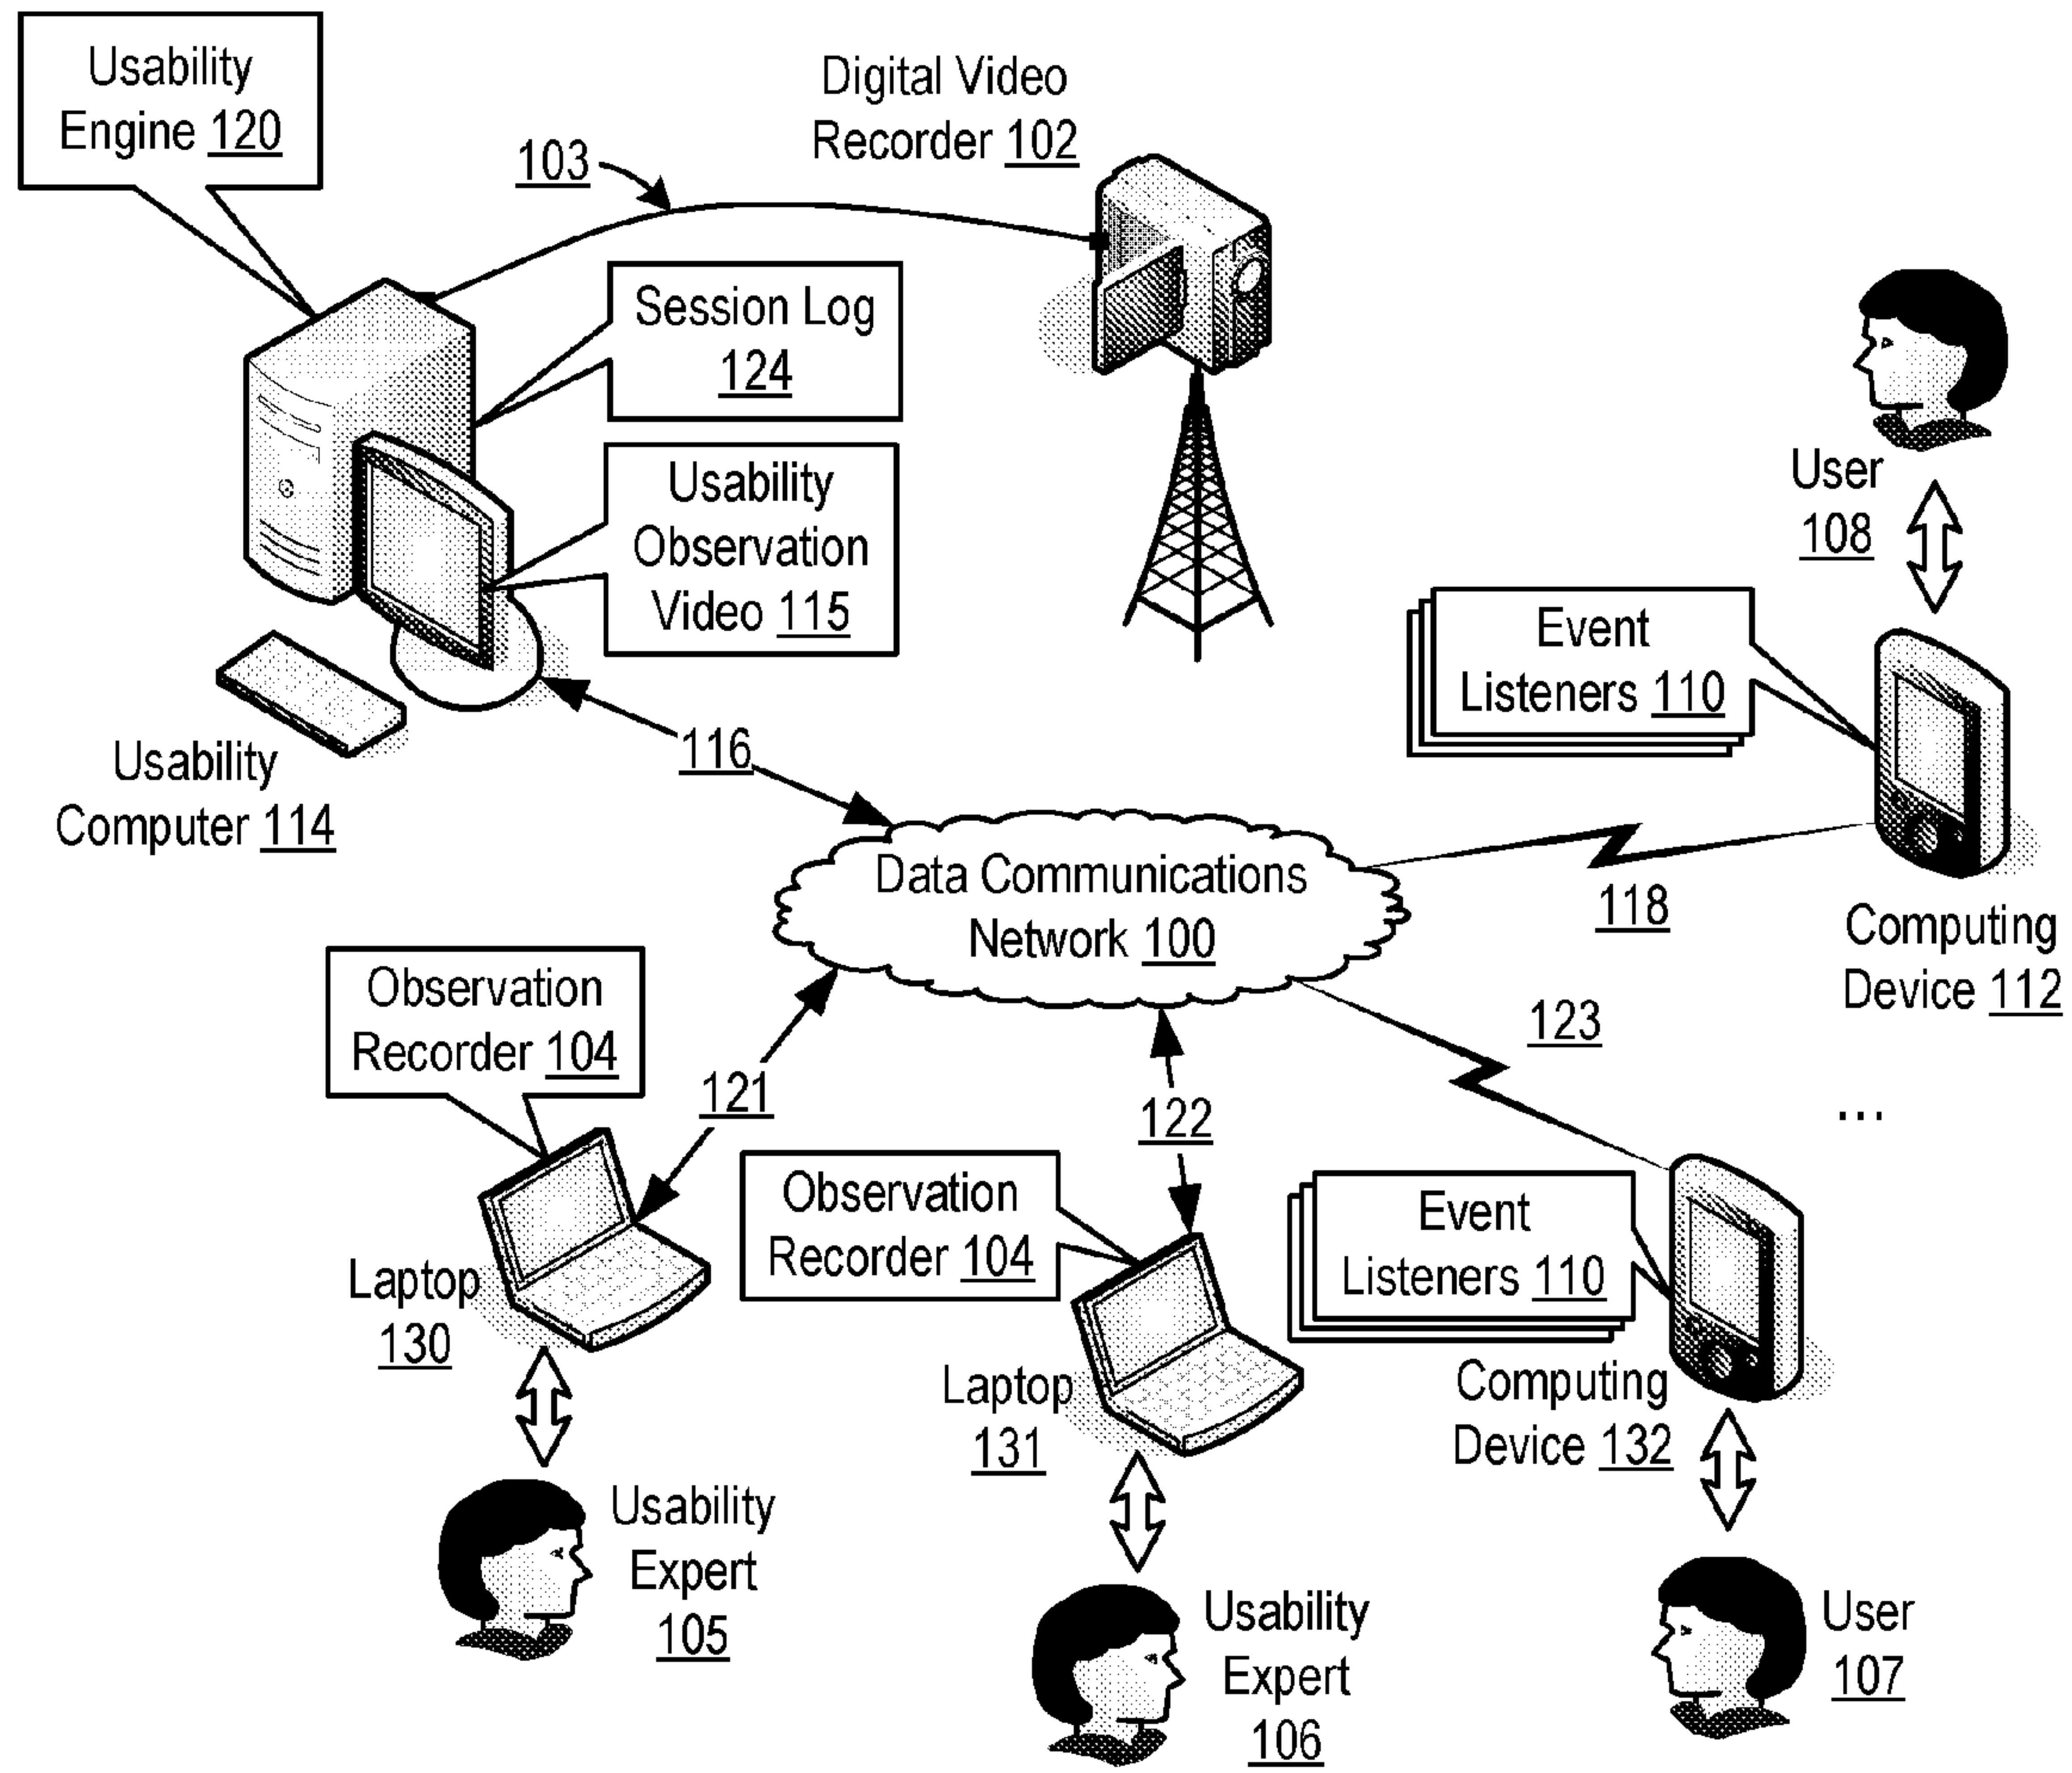 Usability
Engine 120
Digital Video
Recorder 102
103
Session Log
124
Usability
Observation
Video 115
User
108
Event
Listeners 110
116
Usability
Computer 114
Data Communications
Network 100
118
Computing
Device 112
Observation
Recorder 104
123
121
122
...
Observation
Recorder 104
Event
Listeners 110
Laptop
130
Laptop
131
Computing
Device 132
Usability
Expert
105
Usability
Expert
106
User
107